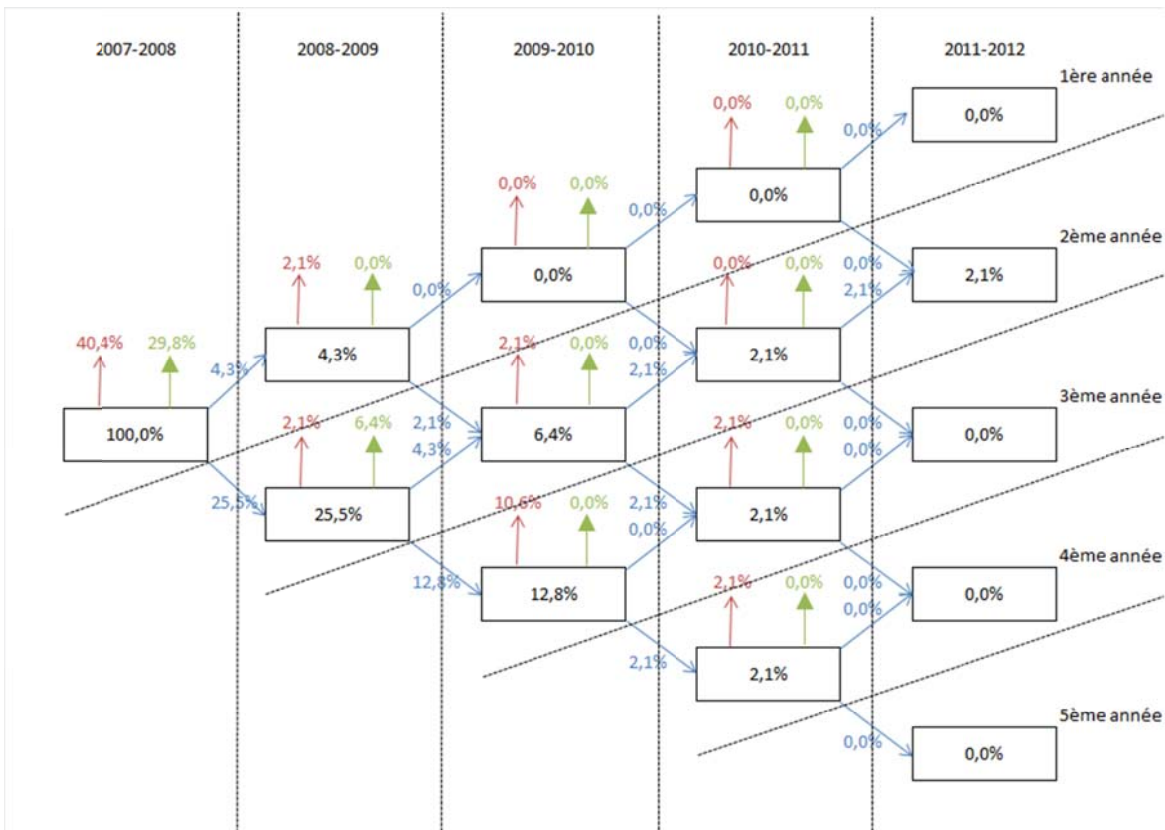 2007-2008 2008-2009 2009-2010 2010-2011 2011-2012
1ère année
0,0% 0,0% 0,0% 0,0%
0,0% 0,0% 0,0% 0,0%
2ème année
2,1% 0,0% 0,0% 0,0% 0,0% 0,0% 0,0% 2,1%
2,1%
40,4% 29,8% 4,3% 4,3% 2,1% 0,0% 0,0% 2,1% 2,1%
3ème année
100,0% 2,1% 6,4% 2,1% 6,4% 2,1% 0,0% 0,0% 0,0%
4,3% 0,0%
25,5% 25,5% 10,6% 0,0% 2,1% 2,1%
0,0%
4ème année
12,8% 12,8% 2,1% 0,0% 0,0% 0,0%
0,0%
2,1% 2,1%
5ème année
0,0% 0,0%